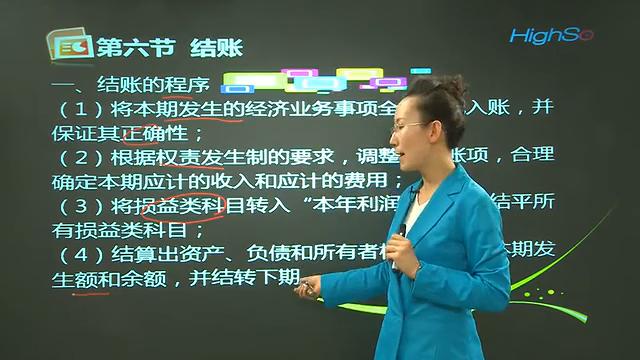 第六节 结账
HighSo
一、结账的程序
（1）将本期发生的经济业务事项全 入账，并
保证其正确性；
（2）根据权责发生制的要求，调整 账项，合理
确定本期应计的收入和应计的费用；
（3）将损益类科目转入“本年利润 结平所
有损益类科目；
（4）结算出资产、负债和所有者 本期发
生额和余额，并结转下期
HighSo